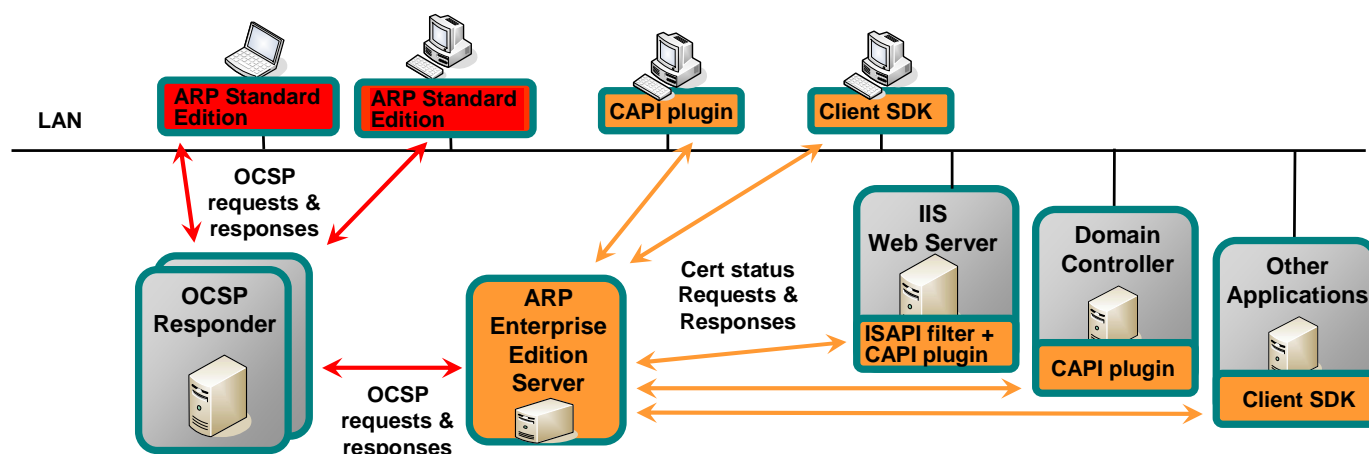 ARP Standard
Edition
ARP Standard
Edition
CAPI plugin
Client SDK
LAN
OCSP
requests &
responses
OCSP
Responder
OCSP
requests &
responses
ARP
Enterprise
Edition
Server
Cert status
Requests &
Responses
IIS
Web Server
ISAPI filter +
CAPI plugin
Domain
Controller
CAPI plugin
Other
Applications
Client SDK